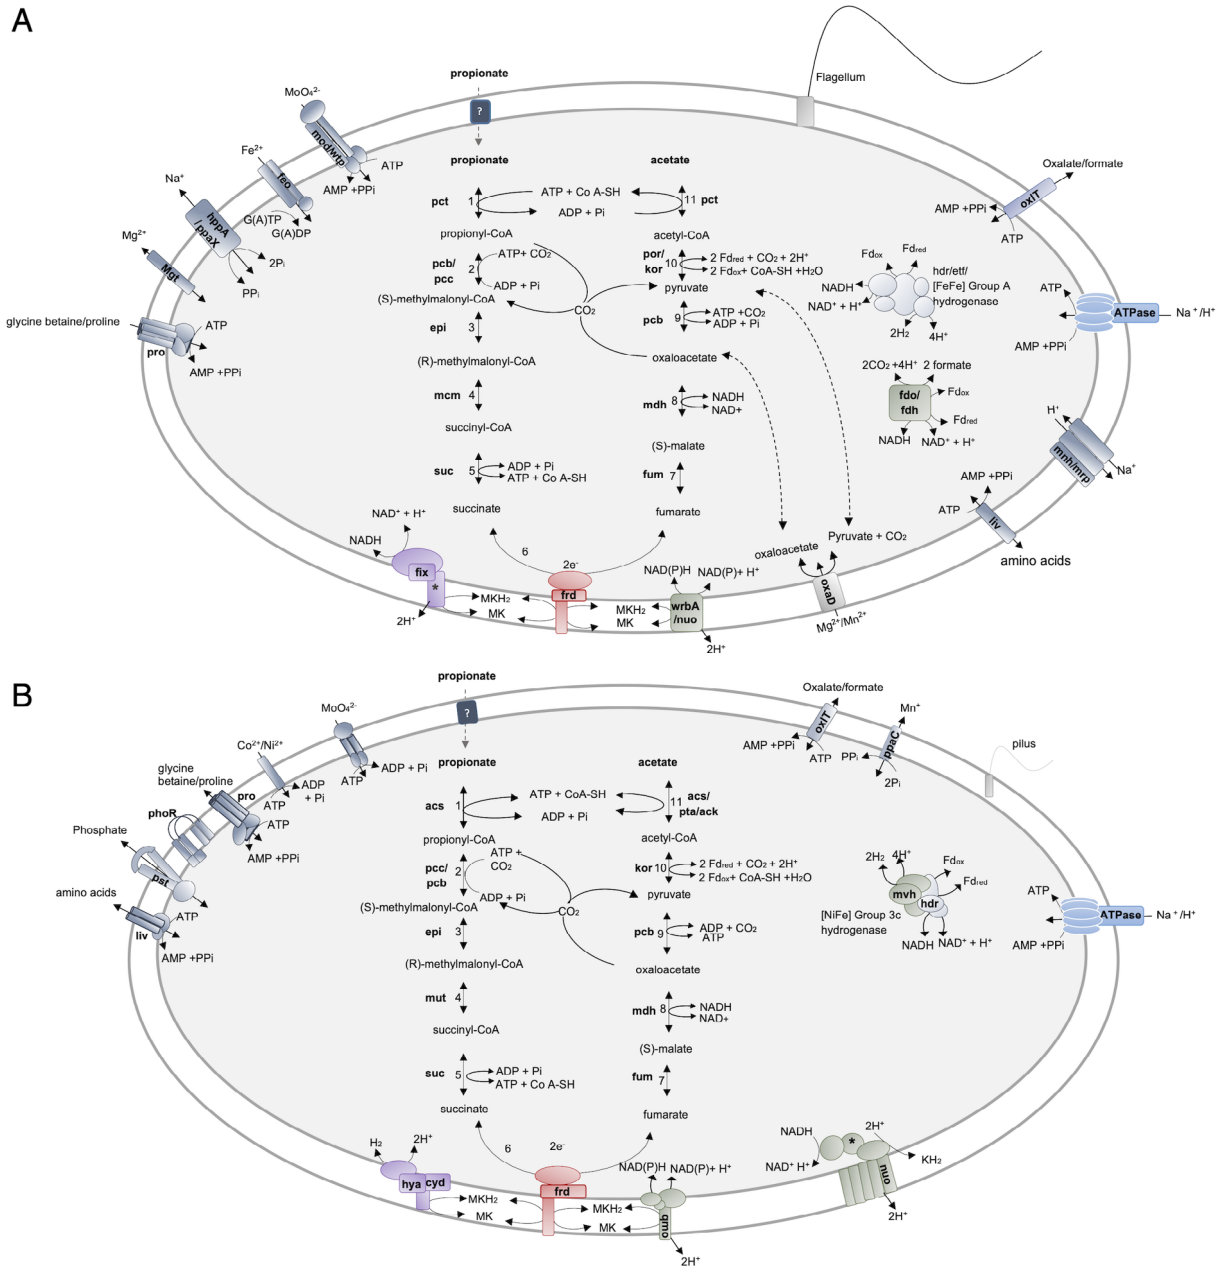 A
propionate
Flagellum
MoO₄²⁻
?
mod/wtp
ATP
AMP +PPi
Fe²⁺
feo
G(A)TP
G(A)DP
Na⁺
hppA
/ppaX
2Pi
PPi
Mg²⁺
Mgt
glycine betaine/proline
pro
ATP
AMP +PPi
propionate
acetate
pct
1
ATP + Co A-SH
ADP + Pi
11
pct
propionyl-CoA
acetyl-CoA
pcb/
pcc
2
ATP+ CO₂
ADP + Pi
por/
kor
10
2 Fdred + CO₂ + 2H⁺
2 Fdox+ CoA-SH +H₂O
(S)-methylmalonyl-CoA
pyruvate
CO₂
epi
3
pcb
9
ATP +CO₂
ADP + Pi
(R)-methylmalonyl-CoA
oxaloacetate
mcm
4
mdh
8
NADH
NAD+
succinyl-CoA
(S)-malate
suc
5
ADP + Pi
ATP + Co A-SH
fum
7
succinate
fumarate
6
2e⁻
NAD⁺ + H⁺
NADH
fix
*
2H⁺
MKH₂
MK
frd
MKH₂
MK
NAD(P)H
NAD(P)+ H⁺
wrbA
/nuo
2H⁺
oxaloacetate
Pyruvate + CO₂
oxaD
Mg²⁺/Mn²⁺
Oxalate/formate
oxlT
AMP +PPi
ATP
Fdox
Fdred
hdr/etf/
[FeFe] Group A
hydrogenase
NADH
NAD⁺ + H⁺
2H₂
4H⁺
ATP
ATPase
Na⁺/H⁺
AMP +PPi
2CO₂ +4H⁺
2 formate
fdo/
fdh
Fdox
Fdred
NADH
NAD⁺ + H⁺
H⁺
mnh/mrp
Na⁺
AMP +PPi
ATP
liv
amino acids
B
propionate
?
MoO₄²⁻
ATP
ADP + Pi
Co²⁺/Ni²⁺
ATP
ADP
+ Pi
glycine
betaine/proline
pro
ATP
AMP +PPi
phoR
Phosphate
pst
amino acids
liv
ATP
AMP +PPi
propionate
acetate
acs
1
ATP + CoA-SH
ADP + Pi
11
acs/
pta/ack
propionyl-CoA
acetyl-CoA
pcc/
pcb
2
ATP +
CO₂
ADP + Pi
kor
10
2 Fdred + CO₂ + 2H⁺
2 Fdox+ CoA-SH +H₂O
(S)-methylmalonyl-CoA
pyruvate
CO₂
epi
3
pcb
9
ADP + CO₂
ATP
(R)-methylmalonyl-CoA
oxaloacetate
mut
4
mdh
8
NADH
NAD+
succinyl-CoA
(S)-malate
suc
5
ADP + Pi
ATP + Co A-SH
fum
7
succinate
fumarate
6
2e⁻
H₂
2H⁺
hya
cyd
MKH₂
MK
frd
MKH₂
MK
NAD(P)H
NAD(P)+ H⁺
omb
2H⁺
Oxalate/formate
oxlT
AMP +PPi
ATP
Mn⁺
ppaC
PPi
2Pi
pilus
2H₂
4H⁺
Fdox
Fdred
mvh
hdr
[NiFe] Group 3c
hydrogenase
NADH
NAD⁺ + H⁺
ATP
ATPase
Na⁺/H⁺
AMP +PPi
NADH
*
2H⁺
NAD⁺ H⁺
KH₂
nuo
2H⁺